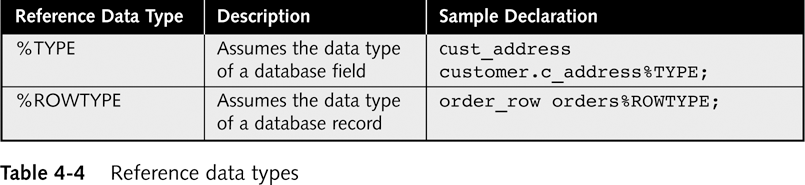 Reference Data Type Description Sample Declaration
%TYPE Assumes the data type cust_address
of a database field customer.c_address%TYPE;
%ROWTYPE Assumes the data type order_row orders%ROWTYPE;
of a database record
Table 4-4 Reference data types